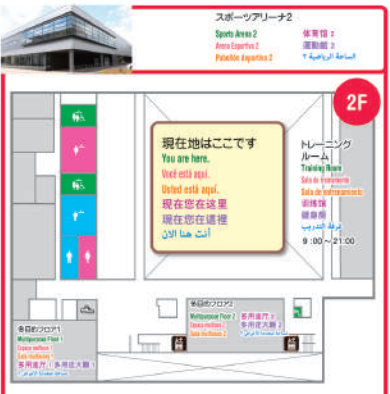 スポーツアリーナ2
Sports Arena 2
Arena Esportiva 2
Pabellón deportivo 2
体育馆 2
運動館 2
الساحة الرياضية ٢
2F
現在地はここです
You are here.
Você está aqui.
Usted está aquí.
现在您在这里
現在您在這裡
أنت هنا الآن
トレーニング
ルーム
Training Room
Sala de treinamento
Sala de entrenamiento
训练馆
健身房
غرفة التدريب
9:00~21:00
多目的フロア1
Multipurpose Floor 1
多用途厅 1
多用途大廳 1
多目的フロア2
Multipurpose Floor 2
多用途厅 2
多用途大廳 2